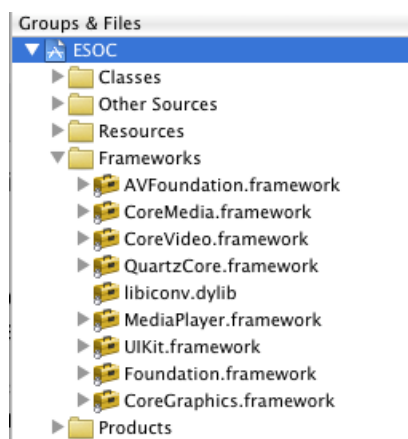 Groups & Files
ESOC
Classes
Other Sources
Resources
Frameworks
AVFoundation.framework
CoreMedia.framework
CoreVideo.framework
QuartzCore.framework
libiconv.dylib
MediaPlayer.framework
UIKit.framework
Foundation.framework
CoreGraphics.framework
Products